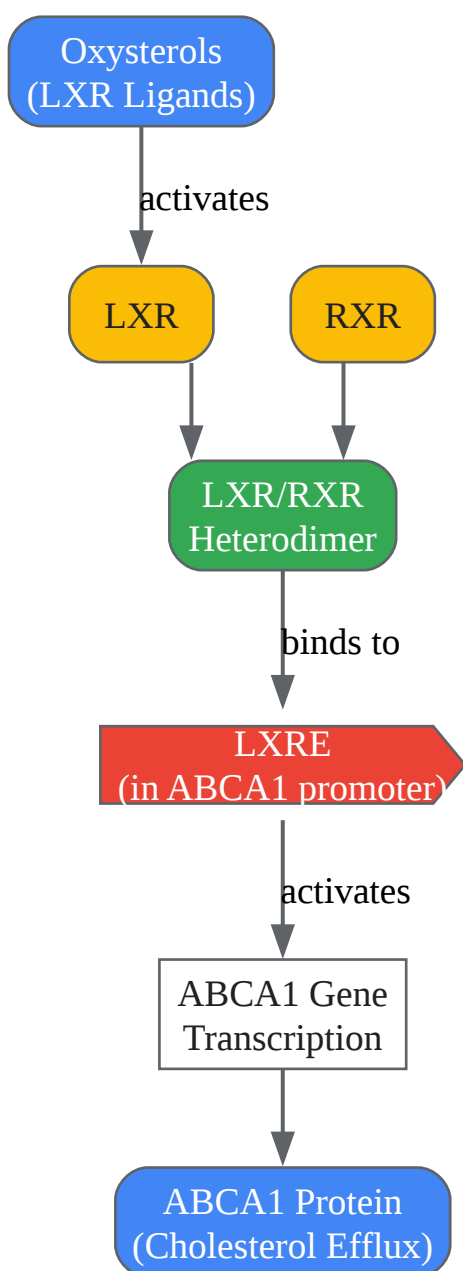 Oxysterols
(LXR Ligands)
activates
LXR
RXR
LXR/RXR
Heterodimer
binds to
LXRE
(in ABCA1 promoter)
activates
ABCA1 Gene
Transcription
ABCA1 Protein
(Cholesterol Efflux)